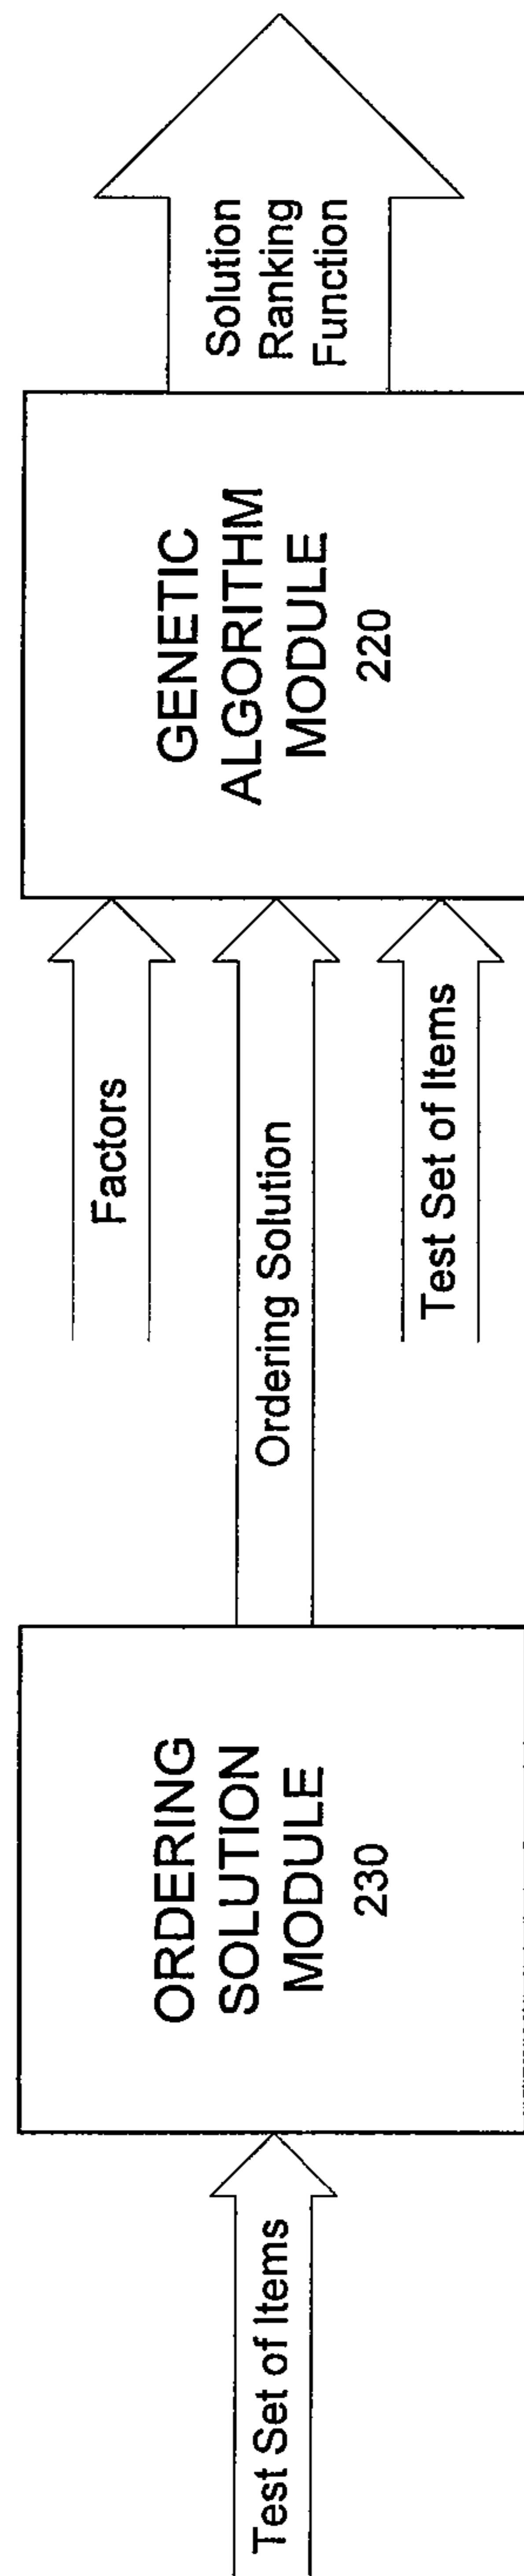 Test Set of Items
ORDERING
SOLUTION
MODULE
230
Factors
Ordering Solution
Test Set of Items
GENETIC
ALGORITHM
MODULE
220
Solution
Ranking
Function